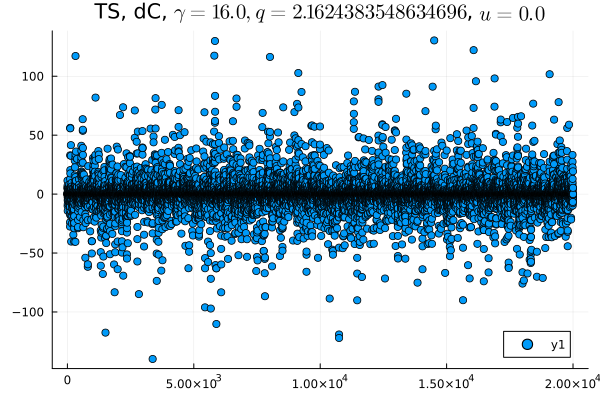 TS, dC, γ = 16.0, q = 2.1624383548634696, u = 0.0
100
50
0
−50
−100
y1
0 5.00×10³ 1.00×10⁴ 1.50×10⁴ 2.00×10⁴